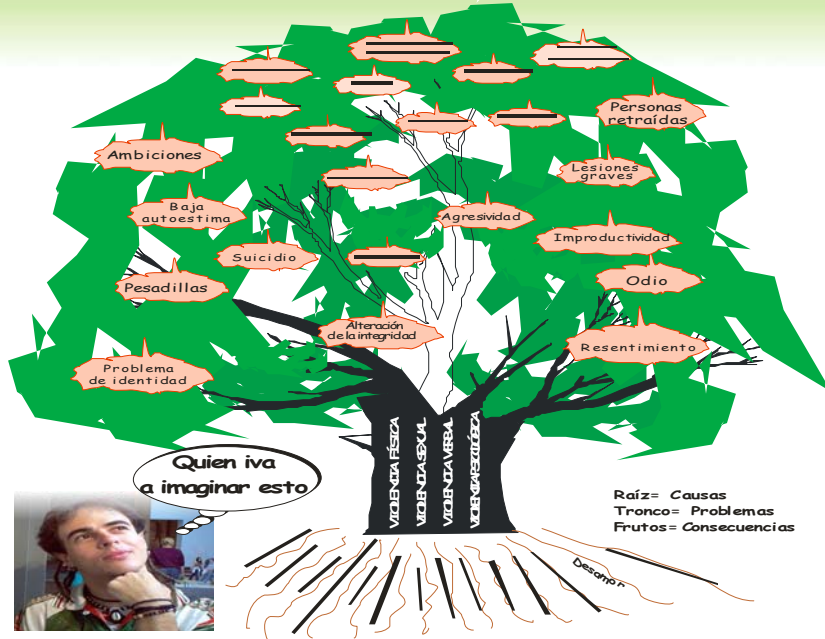 Personas
retraídas
Ambiciones
Lesiones
graves
Baja
autoestima
Agresividad
Improductividad
Suicidio
Odio
Pesadillas
Alteración
de la integridad
Resentimiento
Problema
de identidad
VIOLENCIA FÍSICA
VIOLENCIA SEXUAL
VIOLENCIA VERBAL
VIOLENCIA PSICOLÓGICA
Quien iva
a imaginar esto
Raíz= Causas
Tronco= Problemas
Frutos= Consecuencias
Desamor